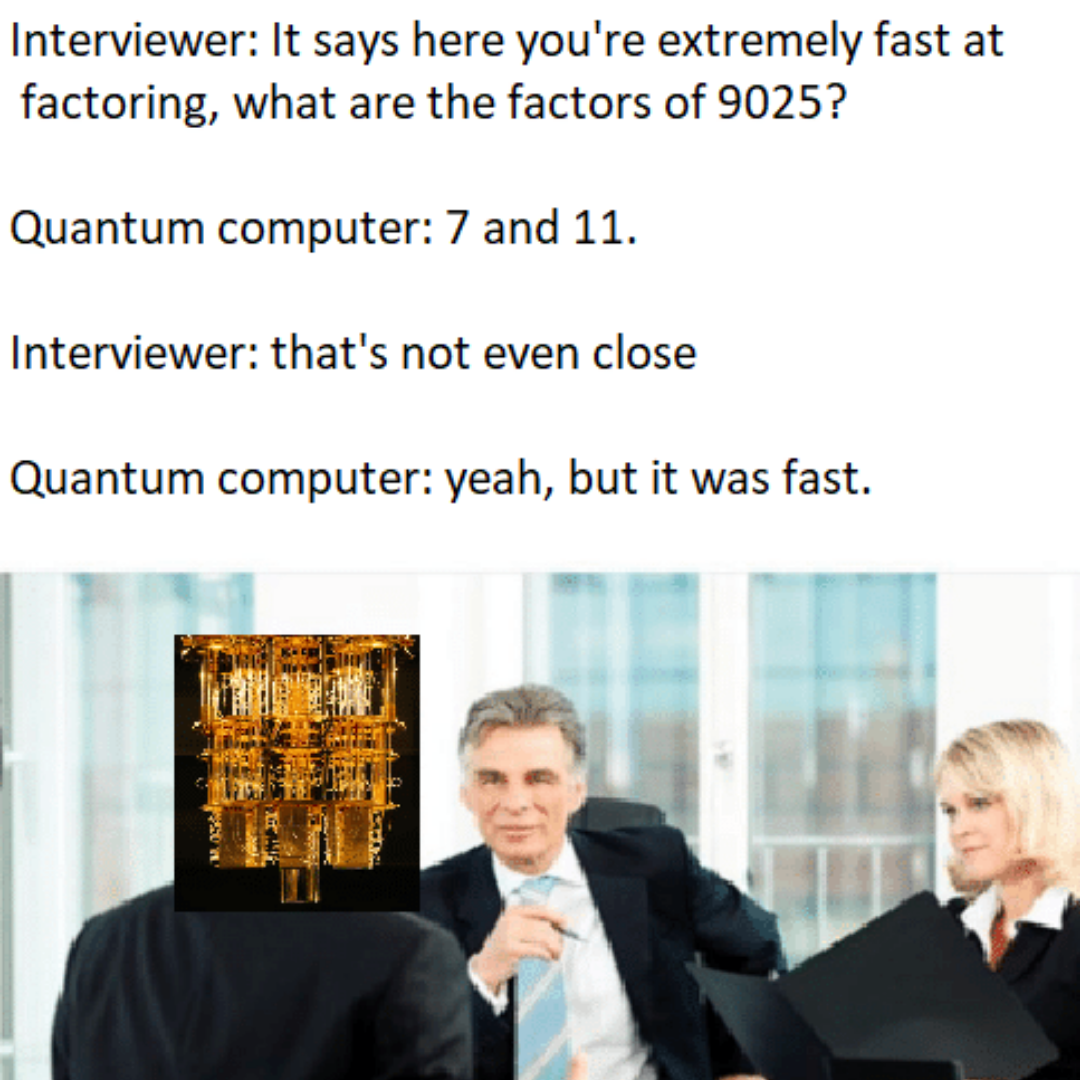 Interviewer: It says here you're extremely fast at
factoring, what are the factors of 9025?
Quantum computer: 7 and 11.
Interviewer: that's not even close
Quantum computer: yeah, but it was fast.